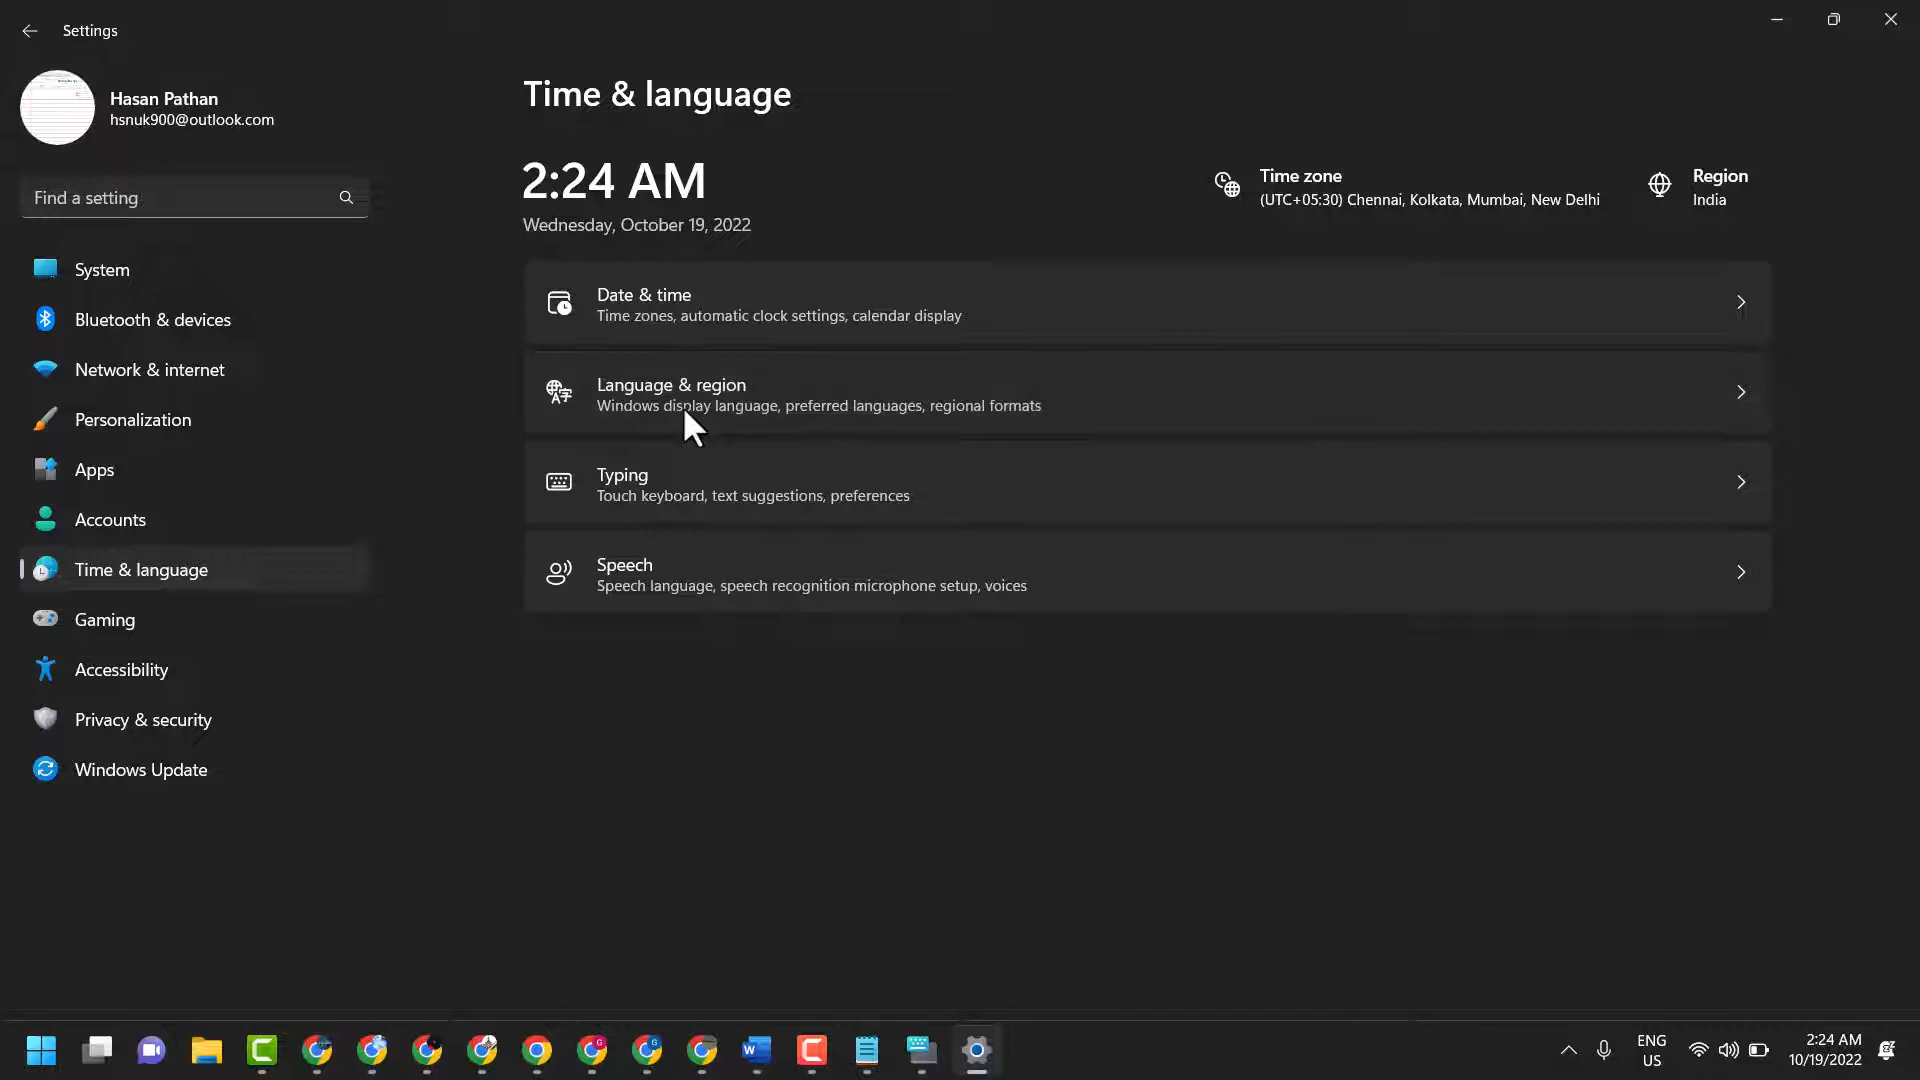 Settings
Hasan Pathan
hsnuk900@outlook.com
Find a setting
System
Bluetooth & devices
Network & internet
Personalization
Apps
Accounts
Time & language
Gaming
Accessibility
Privacy & security
Windows Update
Time & language
2:24 AM
Wednesday, October 19, 2022
Time zone
(UTC+05:30) Chennai, Kolkata, Mumbai, New Delhi
Region
India
Date & time
Time zones, automatic clock settings, calendar display
Language & region
Windows display language, preferred languages, regional formats
Typing
Touch keyboard, text suggestions, preferences
Speech
Speech language, speech recognition microphone setup, voices
ENG
US
2:24 AM
10/19/2022